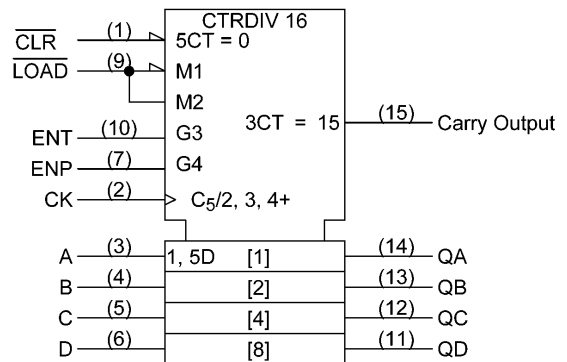 CTRDIV 16
CLR (1) 5CT = 0
LOAD (9) M1
M2
3CT = 15 (15) Carry Output
ENT (10) G3
ENP (7) G4
CK (2) C5/2, 3, 4+
A (3) 1, 5D [1] (14) QA
B (4) [2] (13) QB
C (5) [4] (12) QC
D (6) [8] (11) QD